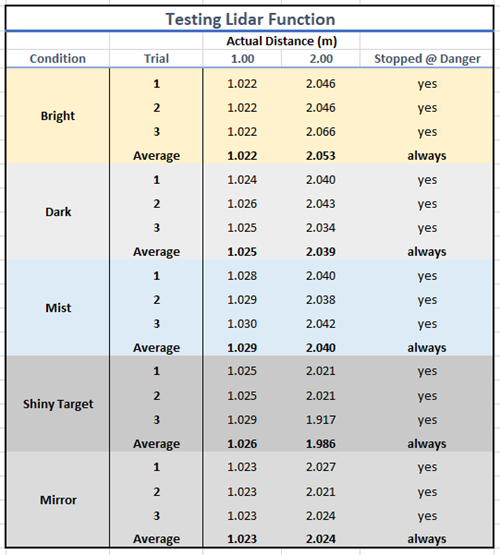 Testing Lidar Function
Actual Distance (m)
Condition Trial 1.00 2.00 Stopped @ Danger
Bright
1 1.022 2.046 yes
2 1.022 2.046 yes
3 1.022 2.066 yes
Average 1.022 2.053 always
Dark
1 1.024 2.040 yes
2 1.026 2.043 yes
3 1.025 2.034 yes
Average 1.025 2.039 always
Mist
1 1.028 2.040 yes
2 1.029 2.038 yes
3 1.030 2.042 yes
Average 1.029 2.040 always
Shiny Target
1 1.025 2.021 yes
2 1.025 2.021 yes
3 1.029 1.917 yes
Average 1.026 1.986 always
Mirror
1 1.023 2.027 yes
2 1.023 2.021 yes
3 1.023 2.024 yes
Average 1.023 2.024 always